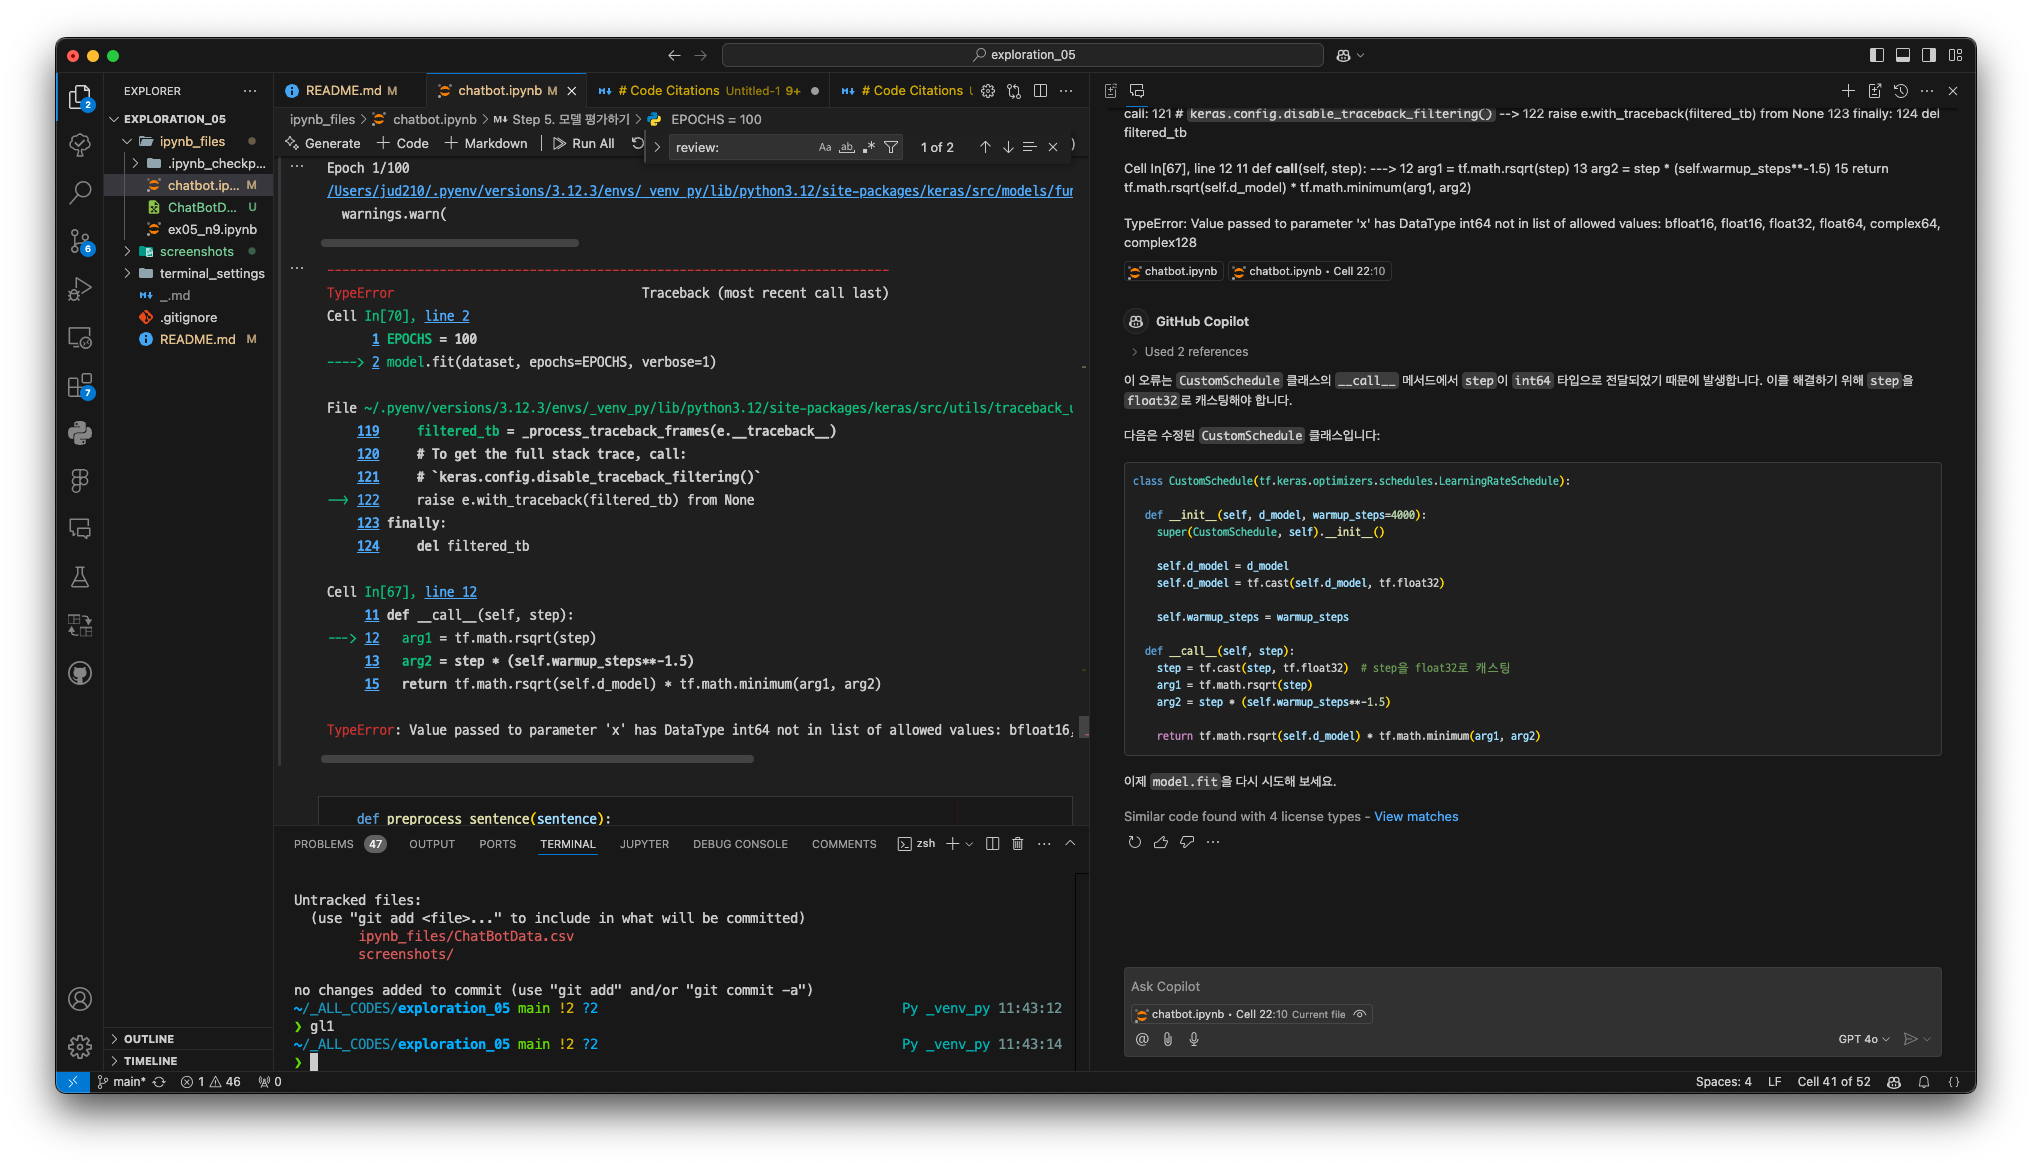 exploration_05
EXPLORER
EXPLORATION_05
ipynb_files
.ipynb_checkp...
chatbot.ip... M
ChatBotD... U
ex05_n9.ipynb
screenshots
terminal_settings
_.md
.gitignore
README.md M
OUTLINE
TIMELINE
2
6
7
README.md M
chatbot.ipynb M
# Code Citations Untitled-1 9+
# Code Citations
ipynb_files > chatbot.ipynb > M↓ Step 5. 모델 평가하기 > EPOCHS = 100
Generate + Code + Markdown Run All
review: Aa ab 1 of 2
Epoch 1/100
/Users/jud210/.pyenv/versions/3.12.3/envs/_venv_py/lib/python3.12/site-packages/keras/src/models/fun
warnings.warn(
---------------------------------------------------------------------------
TypeError Traceback (most recent call last)
Cell In[70], line 2
1 EPOCHS = 100
----> 2 model.fit(dataset, epochs=EPOCHS, verbose=1)
File ~/.pyenv/versions/3.12.3/envs/_venv_py/lib/python3.12/site-packages/keras/src/utils/traceback_u
119 filtered_tb = _process_traceback_frames(e.__traceback__)
120 # To get the full stack trace, call:
121 # `keras.config.disable_traceback_filtering()`
--> 122 raise e.with_traceback(filtered_tb) from None
123 finally:
124 del filtered_tb
Cell In[67], line 12
11 def __call__(self, step):
---> 12 arg1 = tf.math.rsqrt(step)
13 arg2 = step * (self.warmup_steps**-1.5)
15 return tf.math.rsqrt(self.d_model) * tf.math.minimum(arg1, arg2)
TypeError: Value passed to parameter 'x' has DataType int64 not in list of allowed values: bfloat16,
def preprocess_sentence(sentence):
PROBLEMS 47 OUTPUT PORTS TERMINAL JUPYTER DEBUG CONSOLE COMMENTS zsh
Untracked files:
(use "git add <file>..." to include in what will be committed)
ipynb_files/ChatBotData.csv
screenshots/
no changes added to commit (use "git add" and/or "git commit -a")
~/_ALL_CODES/exploration_05 main !2 ?2 Py _venv_py 11:43:12
❯ gl1
~/_ALL_CODES/exploration_05 main !2 ?2 Py _venv_py 11:43:14
❯
call: 121 # keras.config.disable_traceback_filtering() --> 122 raise e.with_traceback(filtered_tb) from None 123 finally: 124 del
filtered_tb
Cell In[67], line 12 11 def call(self, step): ---> 12 arg1 = tf.math.rsqrt(step) 13 arg2 = step * (self.warmup_steps**-1.5) 15 return
tf.math.rsqrt(self.d_model) * tf.math.minimum(arg1, arg2)
TypeError: Value passed to parameter 'x' has DataType int64 not in list of allowed values: bfloat16, float16, float32, float64, complex64,
complex128
chatbot.ipynb chatbot.ipynb • Cell 22:10
GitHub Copilot
Used 2 references
이 오류는 CustomSchedule 클래스의 __call__ 메서드에서 step이 int64 타입으로 전달되었기 때문에 발생합니다. 이를 해결하기 위해 step을
float32로 캐스팅해야 합니다.
다음은 수정된 CustomSchedule 클래스입니다:
class CustomSchedule(tf.keras.optimizers.schedules.LearningRateSchedule):
def __init__(self, d_model, warmup_steps=4000):
super(CustomSchedule, self).__init__()
self.d_model = d_model
self.d_model = tf.cast(self.d_model, tf.float32)
self.warmup_steps = warmup_steps
def __call__(self, step):
step = tf.cast(step, tf.float32) # step을 float32로 캐스팅
arg1 = tf.math.rsqrt(step)
arg2 = step * (self.warmup_steps**-1.5)
return tf.math.rsqrt(self.d_model) * tf.math.minimum(arg1, arg2)
이제 model.fit을 다시 시도해 보세요.
Similar code found with 4 license types - View matches
Ask Copilot
chatbot.ipynb • Cell 22:10 Current file
GPT 4o
main* 1 46 0 Spaces: 4 LF Cell 41 of 52